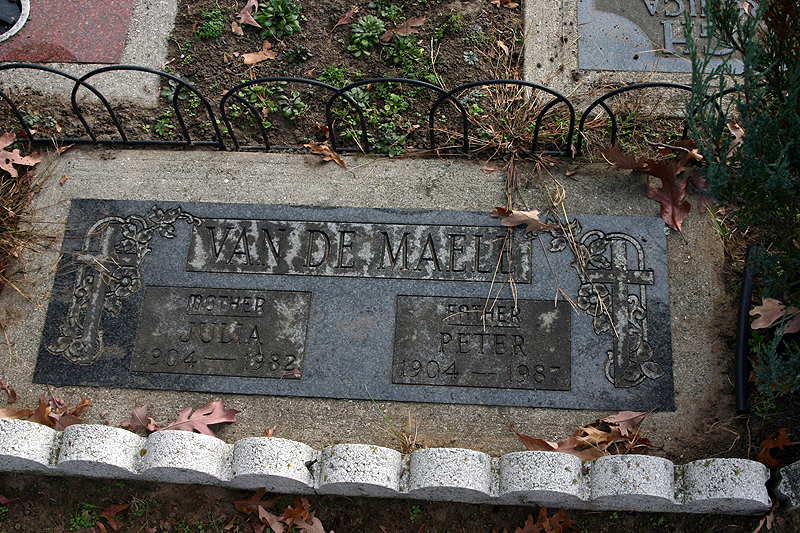 VAN DE MAELE
MOTHER
JULIA
1904 — 1982
FATHER
PETER
1904 — 1987